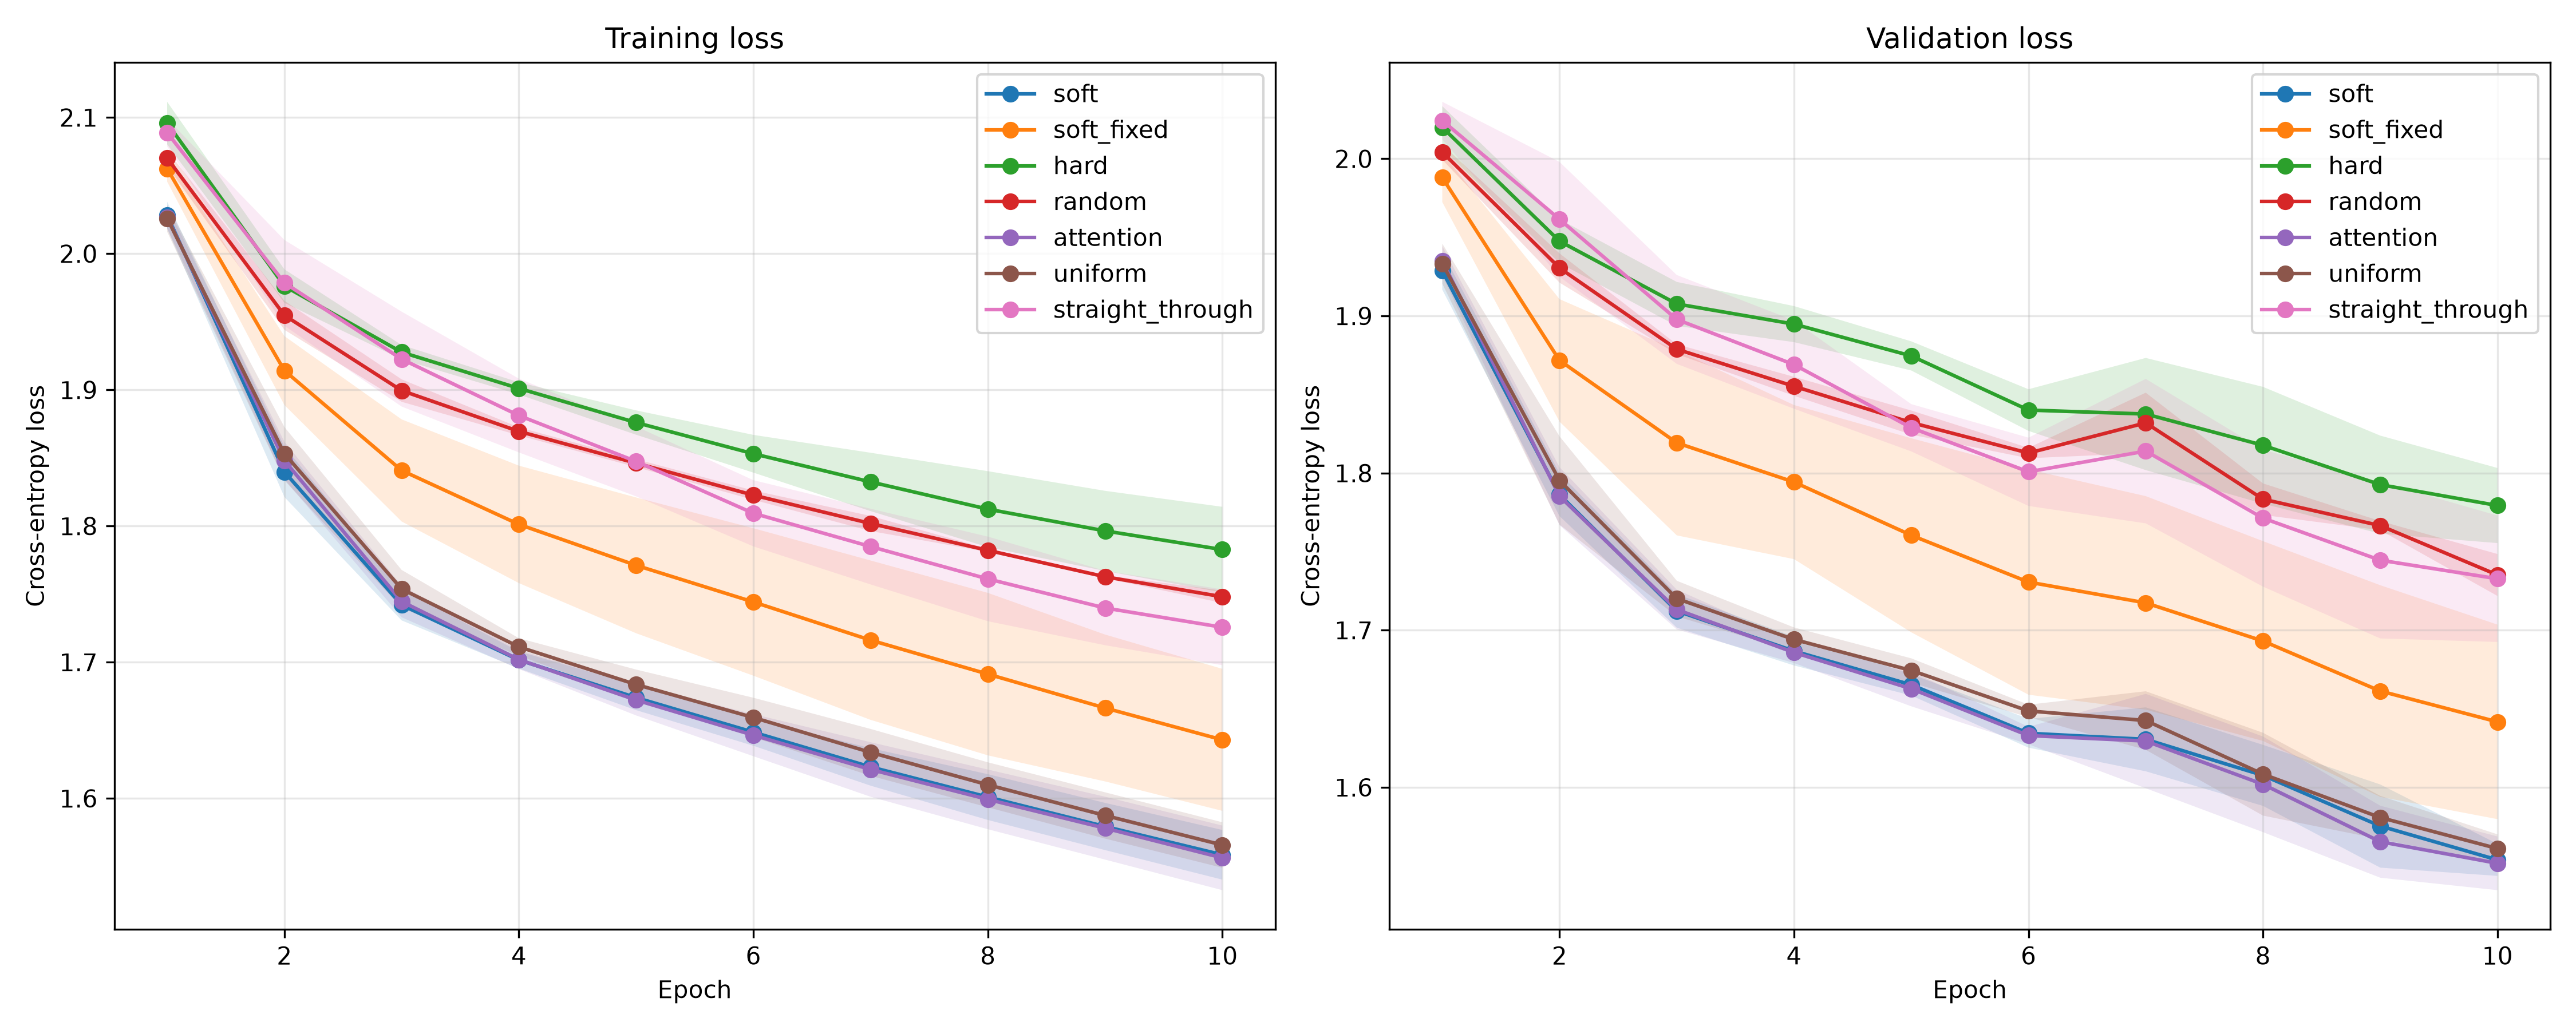 Training loss
Cross-entropy loss
2.1
2.0
1.9
1.8
1.7
1.6
2
4
6
8
10
Epoch
soft
soft_fixed
hard
random
attention
uniform
straight_through
Validation loss
Cross-entropy loss
2.0
1.9
1.8
1.7
1.6
2
4
6
8
10
Epoch
soft
soft_fixed
hard
random
attention
uniform
straight_through